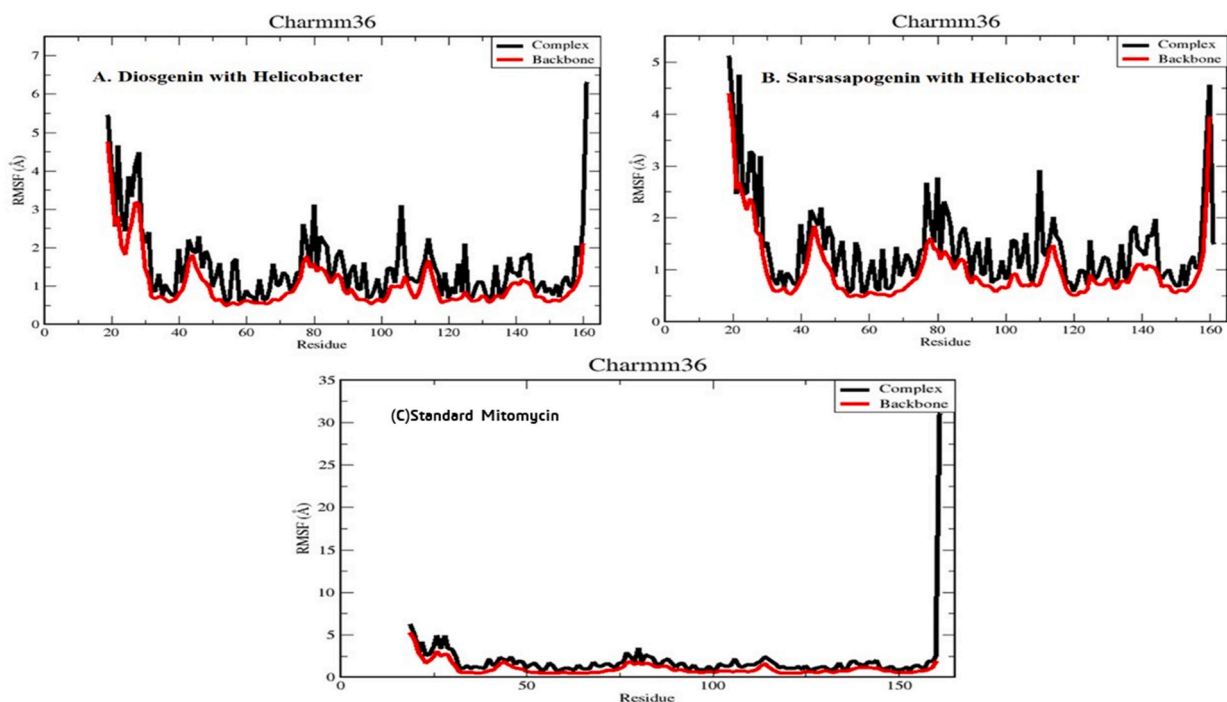 Charmm36
Complex
Backbone
A. Diosgenin with Helicobacter
RMSF (Å)
7
6
5
4
3
2
1
0
0 20 40 60 80 100 120 140 160
Residue
Charmm36
Complex
Backbone
B. Sarsasapogenin with Helicobacter
RMSF (Å)
5
4
3
2
1
0
0 20 40 60 80 100 120 140 160
Residue
Charmm36
Complex
Backbone
(C)Standard Mitomycin
RMSF (Å)
35
30
25
20
15
10
5
0
0 50 100 150
Residue